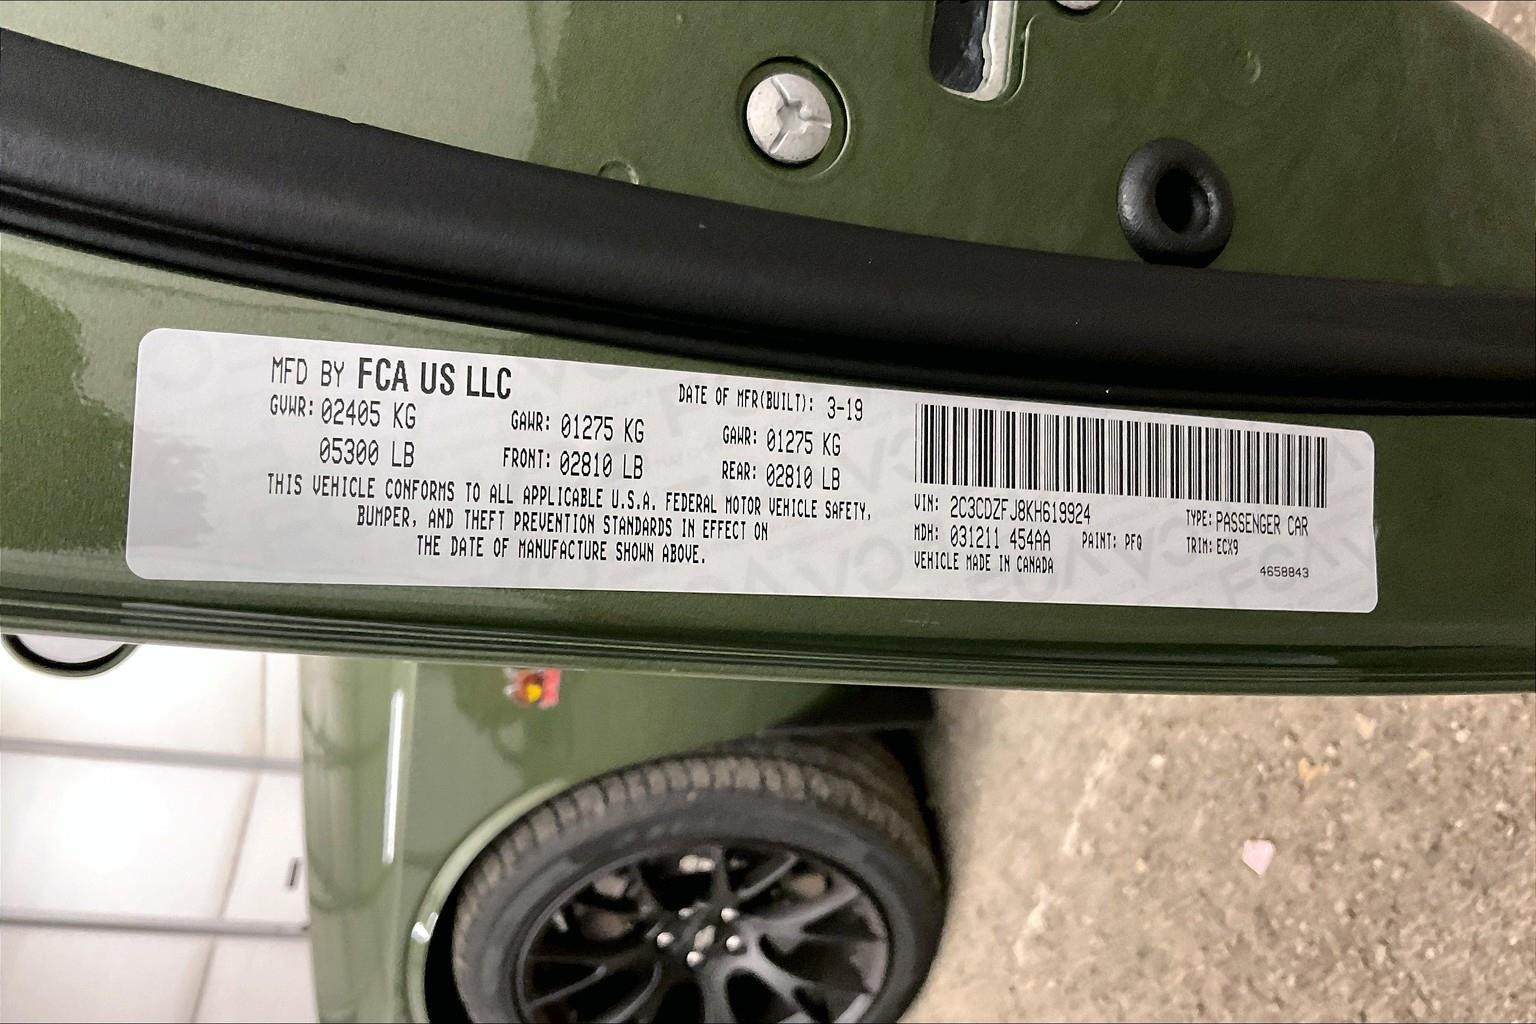 MFD BY FCA US LLC
DATE OF MFR(BUILT): 3-19
GVWR: 02405 KG
GAWR: 01275 KG
GAWR: 01275 KG
05300 LB
FRONT: 02810 LB
REAR: 02810 LB
THIS VEHICLE CONFORMS TO ALL APPLICABLE U.S.A. FEDERAL MOTOR VEHICLE SAFETY,
BUMPER, AND THEFT PREVENTION STANDARDS IN EFFECT ON
THE DATE OF MANUFACTURE SHOWN ABOVE.
VIN: 2C3CDZFJ8KH619924
TYPE: PASSENGER CAR
MDH: 031211 454AA PAINT: PFQ
TRIM: ECX9
VEHICLE MADE IN CANADA
4658843